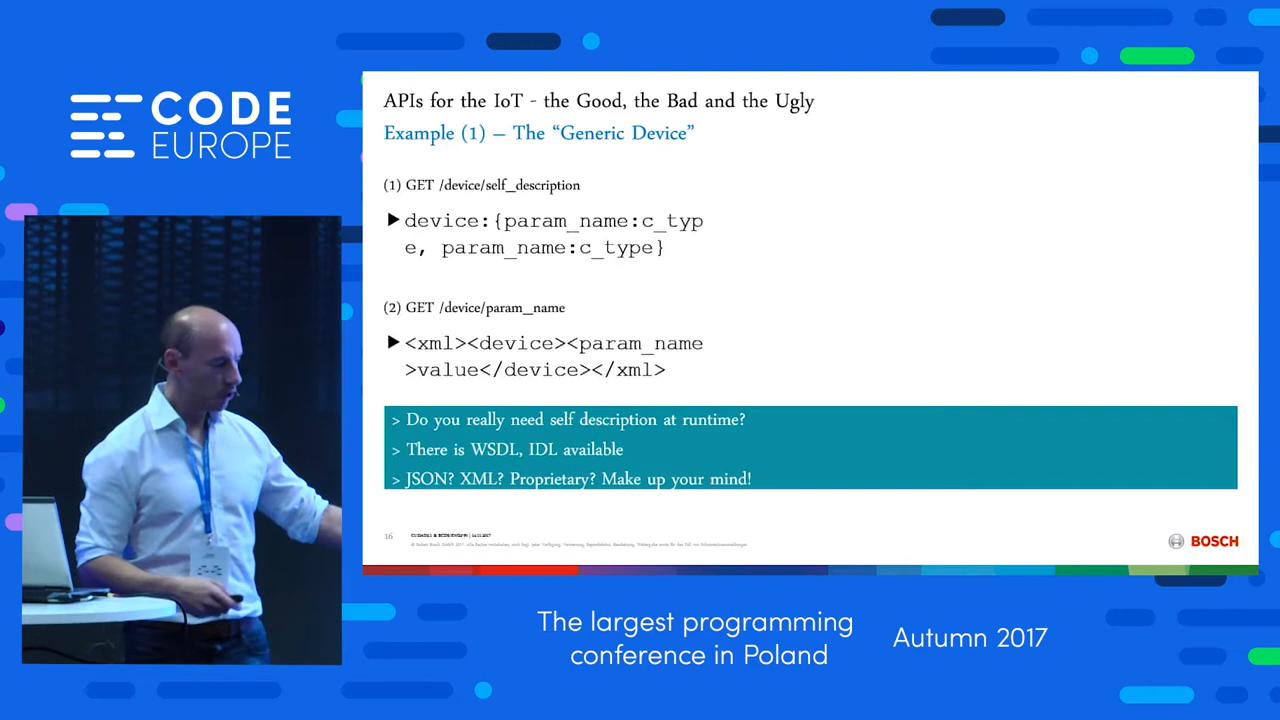 CODE
EUROPE
APIs for the IoT - the Good, the Bad and the Ugly
Example (1) – The “Generic Device”
(1) GET /device/self_description
►device:{param_name:c_typ
e, param_name:c_type}
(2) GET /device/param_name
►<xml><device><param_name
>value</device></xml>
> Do you really need self description at runtime?
> There is WSDL, IDL available
> JSON? XML? Proprietary? Make up your mind!
16
BOSCH
The largest programming
conference in Poland
Autumn 2017